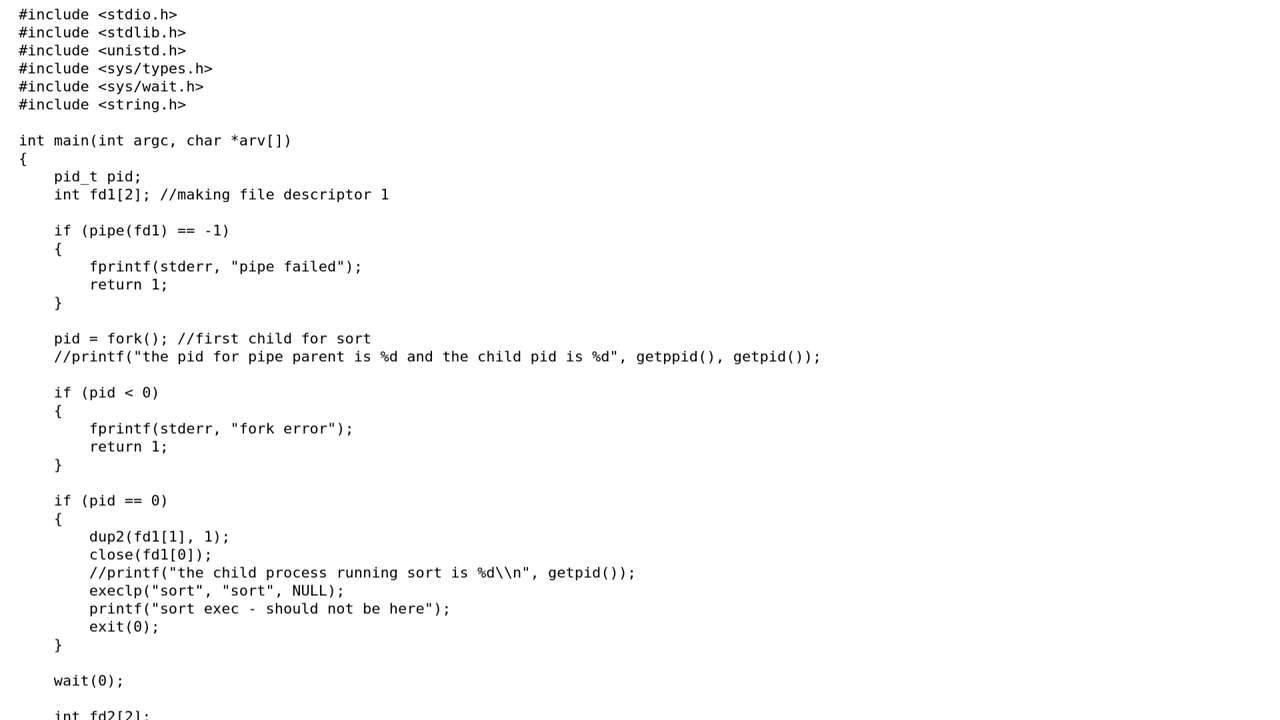 #include <stdio.h>
#include <stdlib.h>
#include <unistd.h>
#include <sys/types.h>
#include <sys/wait.h>
#include <string.h>

int main(int argc, char *arv[])
{
    pid_t pid;
    int fd1[2]; //making file descriptor 1

    if (pipe(fd1) == -1)
    {
        fprintf(stderr, "pipe failed");
        return 1;
    }

    pid = fork(); //first child for sort
    //printf("the pid for pipe parent is %d and the child pid is %d", getppid(), getpid());

    if (pid < 0)
    {
        fprintf(stderr, "fork error");
        return 1;
    }

    if (pid == 0)
    {
        dup2(fd1[1], 1);
        close(fd1[0]);
        //printf("the child process running sort is %d\\n", getpid());
        execlp("sort", "sort", NULL);
        printf("sort exec - should not be here");
        exit(0);
    }

    wait(0);

    int fd2[2];